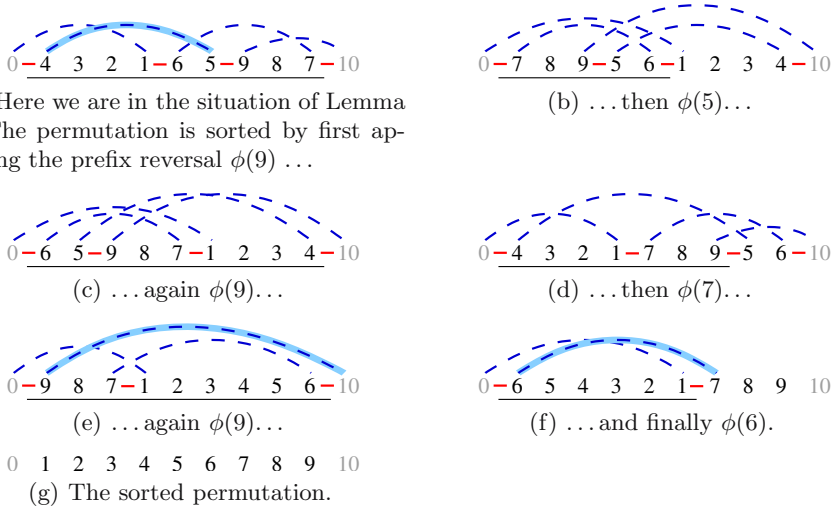 0 4 3 2 1 6 5 9 8 7 10
Here we are in the situation of Lemma
The permutation is sorted by first ap-
the prefix reversal ϕ(9) …
0 7 8 9 5 6 1 2 3 4 10
(b) …then ϕ(5)…
0 6 5 9 8 7 1 2 3 4 10
(c) …again ϕ(9)…
0 4 3 2 1 7 8 9 5 6 10
(d) …then ϕ(7)…
0 9 8 7 1 2 3 4 5 6 10
(e) …again ϕ(9)…
0 6 5 4 3 2 1 7 8 9 10
(f) …and finally ϕ(6).
0 1 2 3 4 5 6 7 8 9 10
(g) The sorted permutation.